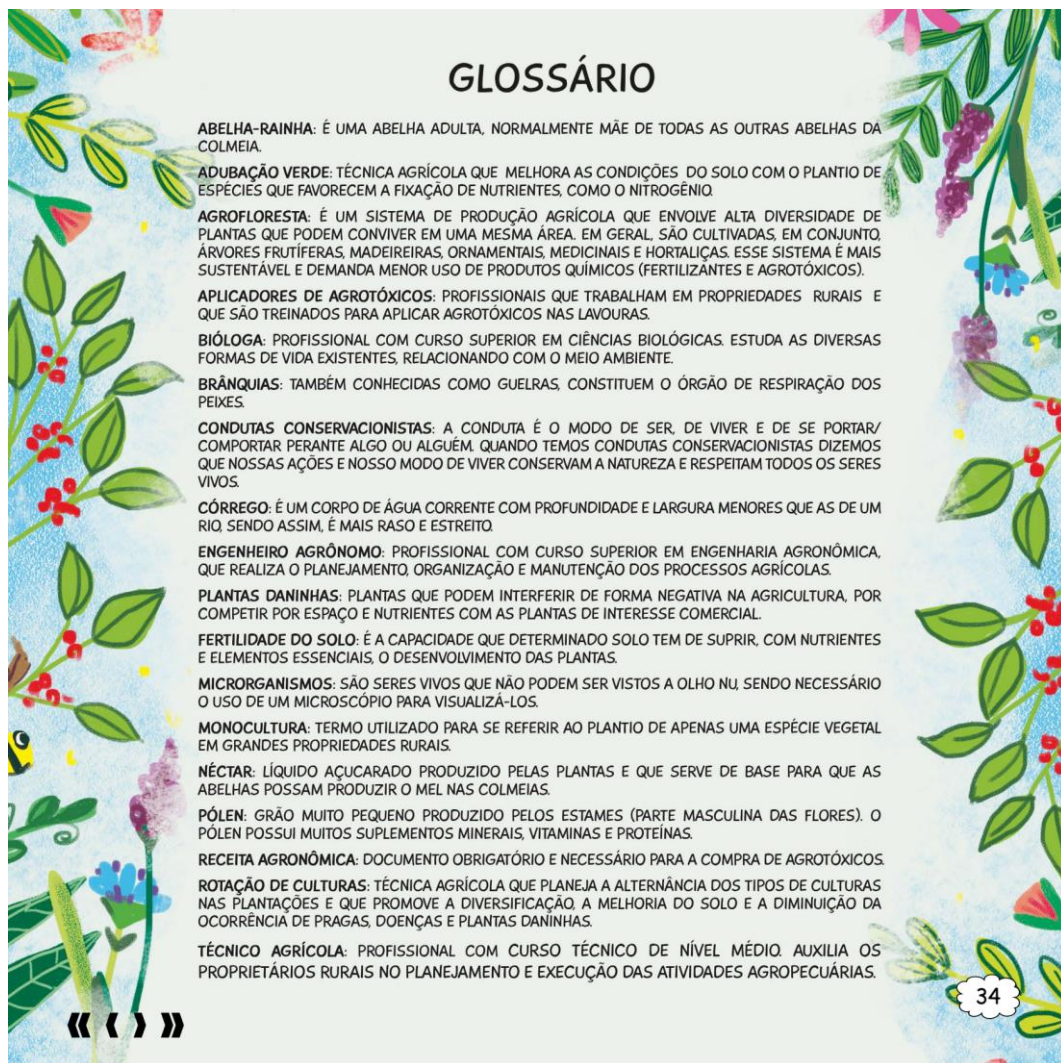 GLOSSÁRIO
ABELHA-RAINHA: É UMA ABELHA ADULTA, NORMALMENTE MÃE DE TODAS AS OUTRAS ABELHAS DA
COLMEIA.
ADUBAÇÃO VERDE: TÉCNICA AGRÍCOLA QUE MELHORA AS CONDIÇÕES DO SOLO COM O PLANTIO DE
ESPÉCIES QUE FAVORECEM A FIXAÇÃO DE NUTRIENTES, COMO O NITROGÊNIO.
AGROFLORESTA: É UM SISTEMA DE PRODUÇÃO AGRÍCOLA QUE ENVOLVE ALTA DIVERSIDADE DE
PLANTAS QUE PODEM CONVIVER EM UMA MESMA ÁREA. EM GERAL, SÃO CULTIVADAS, EM CONJUNTO,
ÁRVORES FRUTÍFERAS, MADEIREIRAS, ORNAMENTAIS, MEDICINAIS E HORTALIÇAS. ESSE SISTEMA É MAIS
SUSTENTÁVEL E DEMANDA MENOR USO DE PRODUTOS QUÍMICOS (FERTILIZANTES E AGROTÓXICOS).
APLICADORES DE AGROTÓXICOS: PROFISSIONAIS QUE TRABALHAM EM PROPRIEDADES RURAIS E
QUE SÃO TREINADOS PARA APLICAR AGROTÓXICOS NAS LAVOURAS.
BIÓLOGA: PROFISSIONAL COM CURSO SUPERIOR EM CIÊNCIAS BIOLÓGICAS. ESTUDA AS DIVERSAS
FORMAS DE VIDA EXISTENTES, RELACIONANDO COM O MEIO AMBIENTE.
BRÂNQUIAS: TAMBÉM CONHECIDAS COMO GUELRAS, CONSTITUEM O ÓRGÃO DE RESPIRAÇÃO DOS
PEIXES.
CONDUTAS CONSERVACIONISTAS: A CONDUTA É O MODO DE SER, DE VIVER E DE SE PORTAR/
COMPORTAR PERANTE ALGO OU ALGUÉM. QUANDO TEMOS CONDUTAS CONSERVACIONISTAS DIZEMOS
QUE NOSSAS AÇÕES E NOSSO MODO DE VIVER CONSERVAM A NATUREZA E RESPEITAM TODOS OS SERES
VIVOS.
CÓRREGO: É UM CORPO DE ÁGUA CORRENTE COM PROFUNDIDADE E LARGURA MENORES QUE AS DE UM
RIO, SENDO ASSIM, É MAIS RASO E ESTREITO.
ENGENHEIRO AGRÔNOMO: PROFISSIONAL COM CURSO SUPERIOR EM ENGENHARIA AGRONÔMICA,
QUE REALIZA O PLANEJAMENTO, ORGANIZAÇÃO E MANUTENÇÃO DOS PROCESSOS AGRÍCOLAS.
PLANTAS DANINHAS: PLANTAS QUE PODEM INTERFERIR DE FORMA NEGATIVA NA AGRICULTURA, POR
COMPETIR POR ESPAÇO E NUTRIENTES COM AS PLANTAS DE INTERESSE COMERCIAL.
FERTILIDADE DO SOLO: É A CAPACIDADE QUE DETERMINADO SOLO TEM DE SUPRIR, COM NUTRIENTES
E ELEMENTOS ESSENCIAIS, O DESENVOLVIMENTO DAS PLANTAS.
MICRORGANISMOS: SÃO SERES VIVOS QUE NÃO PODEM SER VISTOS A OLHO NU, SENDO NECESSÁRIO
O USO DE UM MICROSCÓPIO PARA VISUALIZÁ-LOS.
MONOCULTURA: TERMO UTILIZADO PARA SE REFERIR AO PLANTIO DE APENAS UMA ESPÉCIE VEGETAL
EM GRANDES PROPRIEDADES RURAIS.
NÉCTAR: LÍQUIDO AÇUCARADO PRODUZIDO PELAS PLANTAS E QUE SERVE DE BASE PARA QUE AS
ABELHAS POSSAM PRODUZIR O MEL NAS COLMEIAS.
PÓLEN: GRÃO MUITO PEQUENO PRODUZIDO PELOS ESTAMES (PARTE MASCULINA DAS FLORES). O
PÓLEN POSSUI MUITOS SUPLEMENTOS MINERAIS, VITAMINAS E PROTEÍNAS.
RECEITA AGRONÔMICA: DOCUMENTO OBRIGATÓRIO E NECESSÁRIO PARA A COMPRA DE AGROTÓXICOS.
ROTAÇÃO DE CULTURAS: TÉCNICA AGRÍCOLA QUE PLANEJA A ALTERNÂNCIA DOS TIPOS DE CULTURAS
NAS PLANTAÇÕES E QUE PROMOVE A DIVERSIFICAÇÃO, A MELHORIA DO SOLO E A DIMINUIÇÃO DA
OCORRÊNCIA DE PRAGAS, DOENÇAS E PLANTAS DANINHAS.
TÉCNICO AGRÍCOLA: PROFISSIONAL COM CURSO TÉCNICO DE NÍVEL MÉDIO. AUXILIA OS
PROPRIETÁRIOS RURAIS NO PLANEJAMENTO E EXECUÇÃO DAS ATIVIDADES AGROPECUÁRIAS.
34